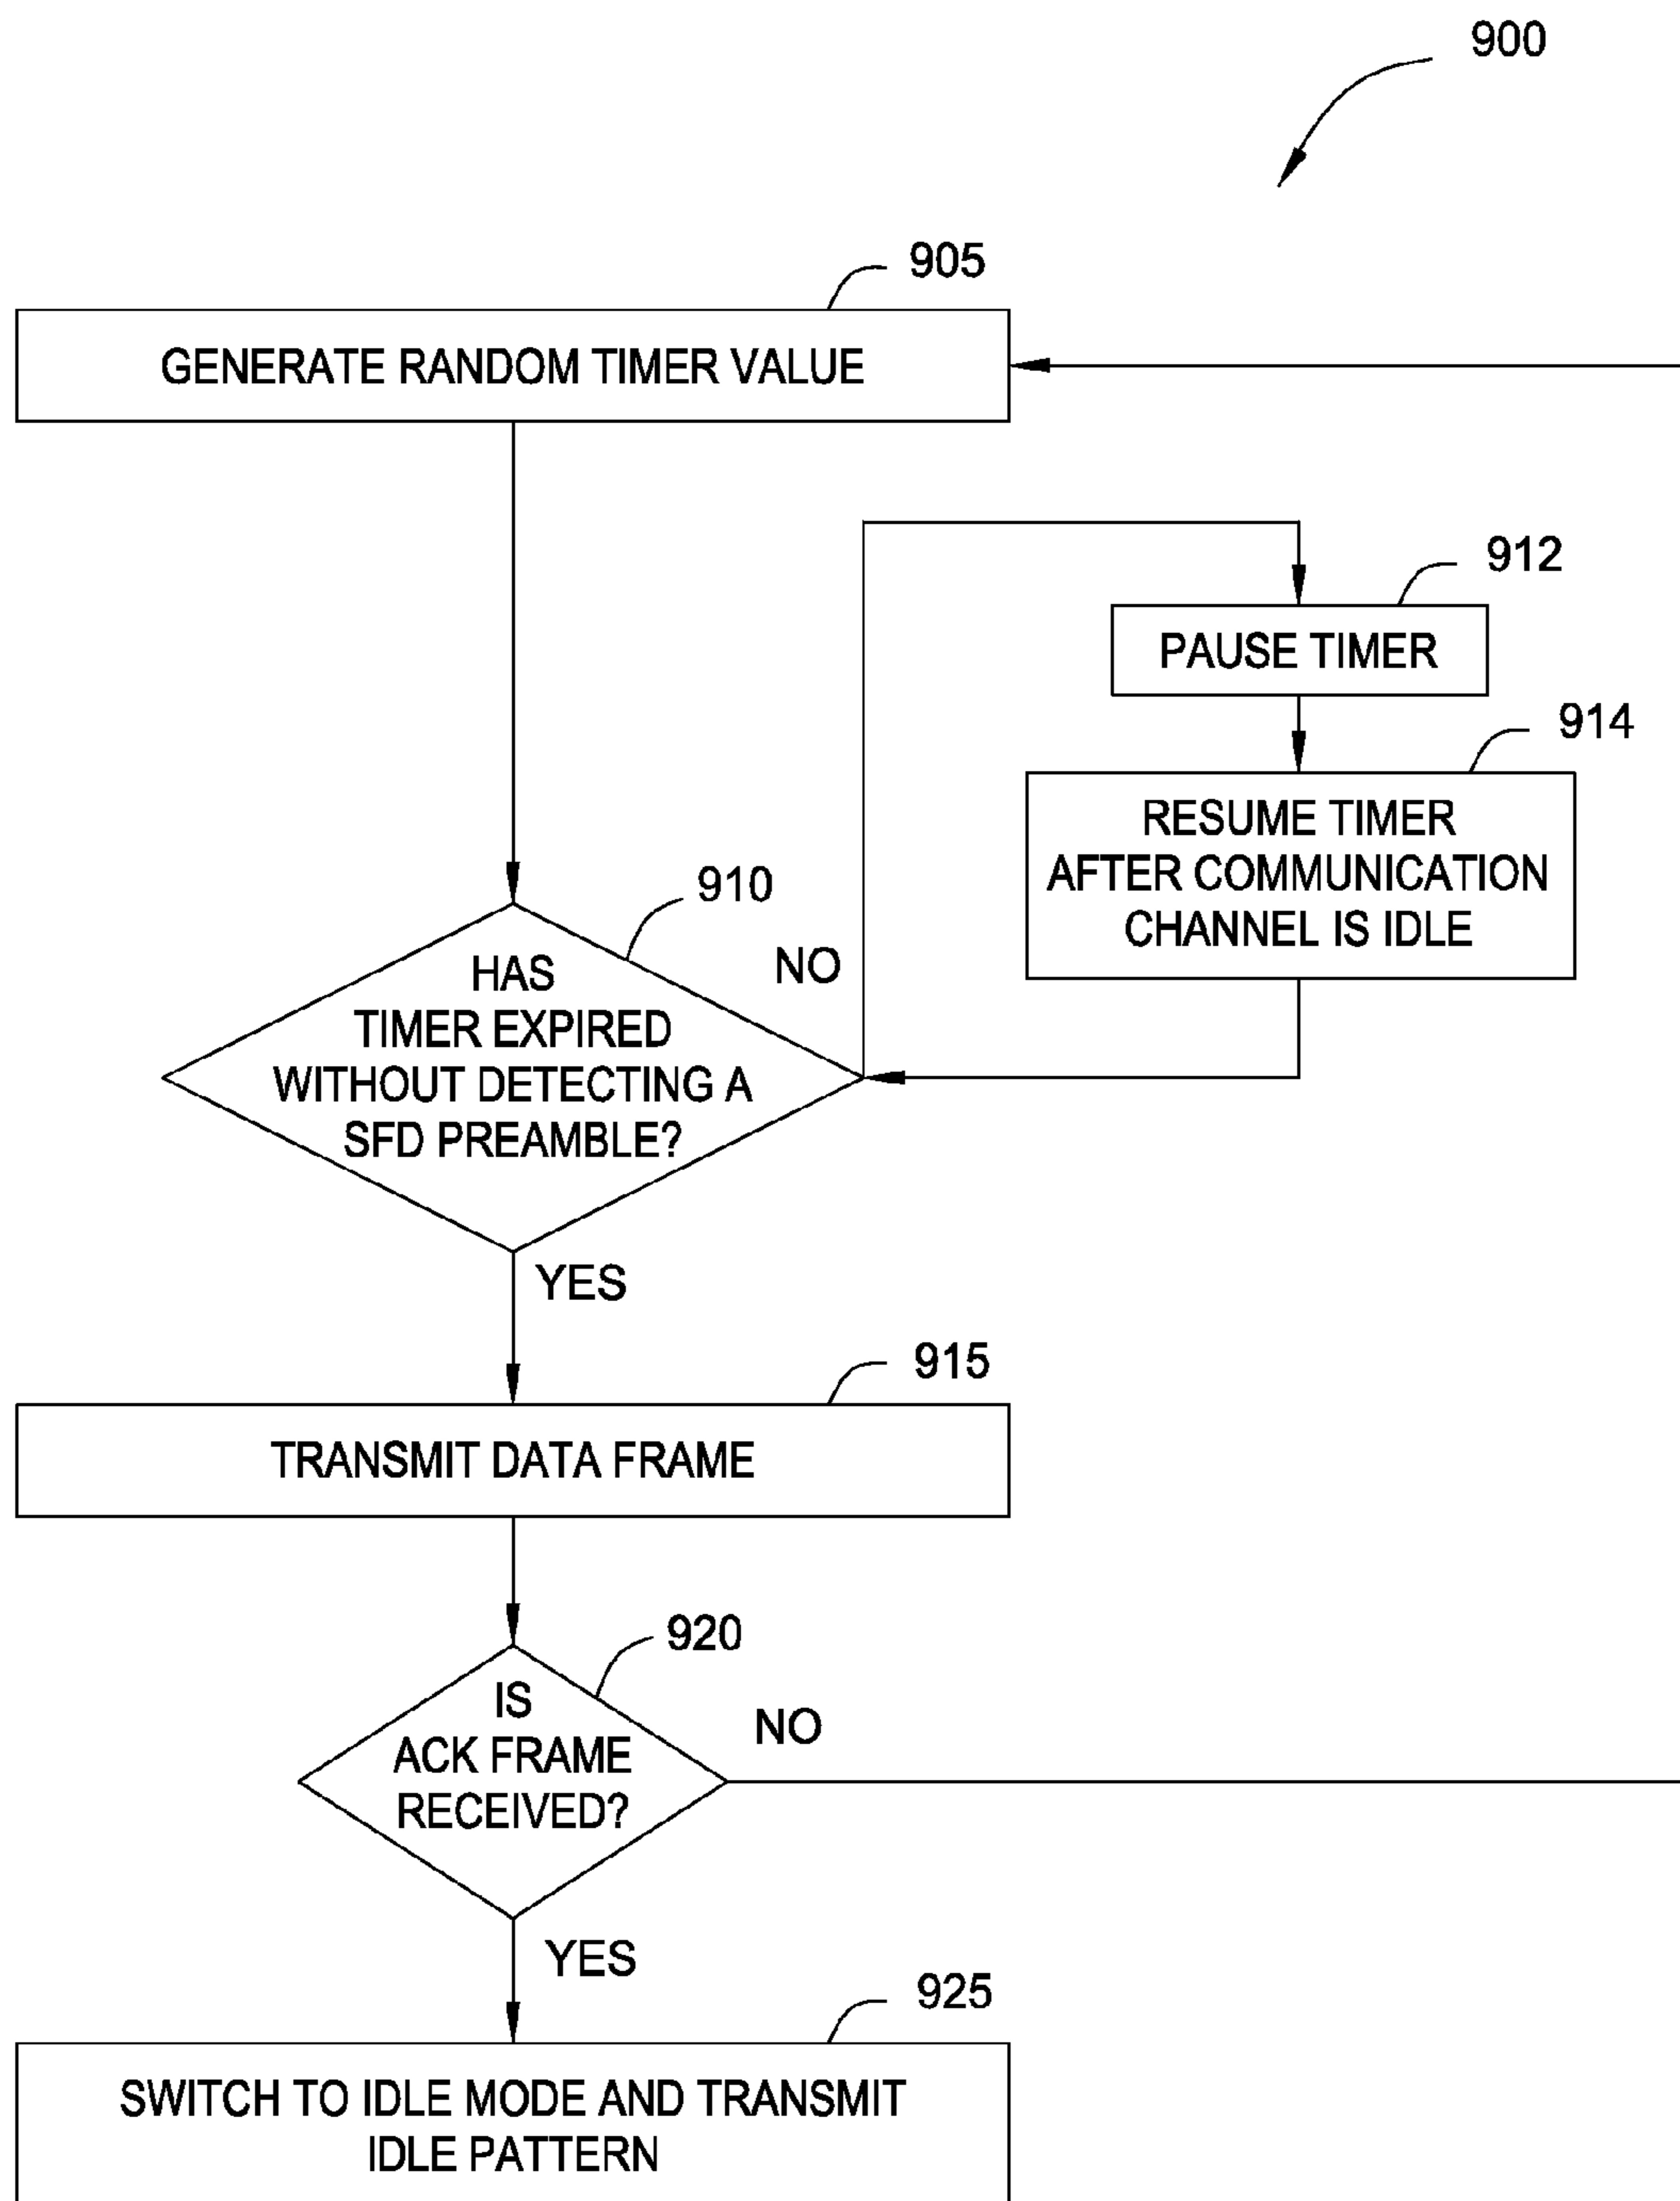 900
905
GENERATE RANDOM TIMER VALUE
912
PAUSE TIMER
914
RESUME TIMER
AFTER COMMUNICATION
CHANNEL IS IDLE
910
NO
HAS
TIMER EXPIRED
WITHOUT DETECTING A
SFD PREAMBLE?
YES
915
TRANSMIT DATA FRAME
920
IS
ACK FRAME
RECEIVED?
NO
YES
925
SWITCH TO IDLE MODE AND TRANSMIT
IDLE PATTERN